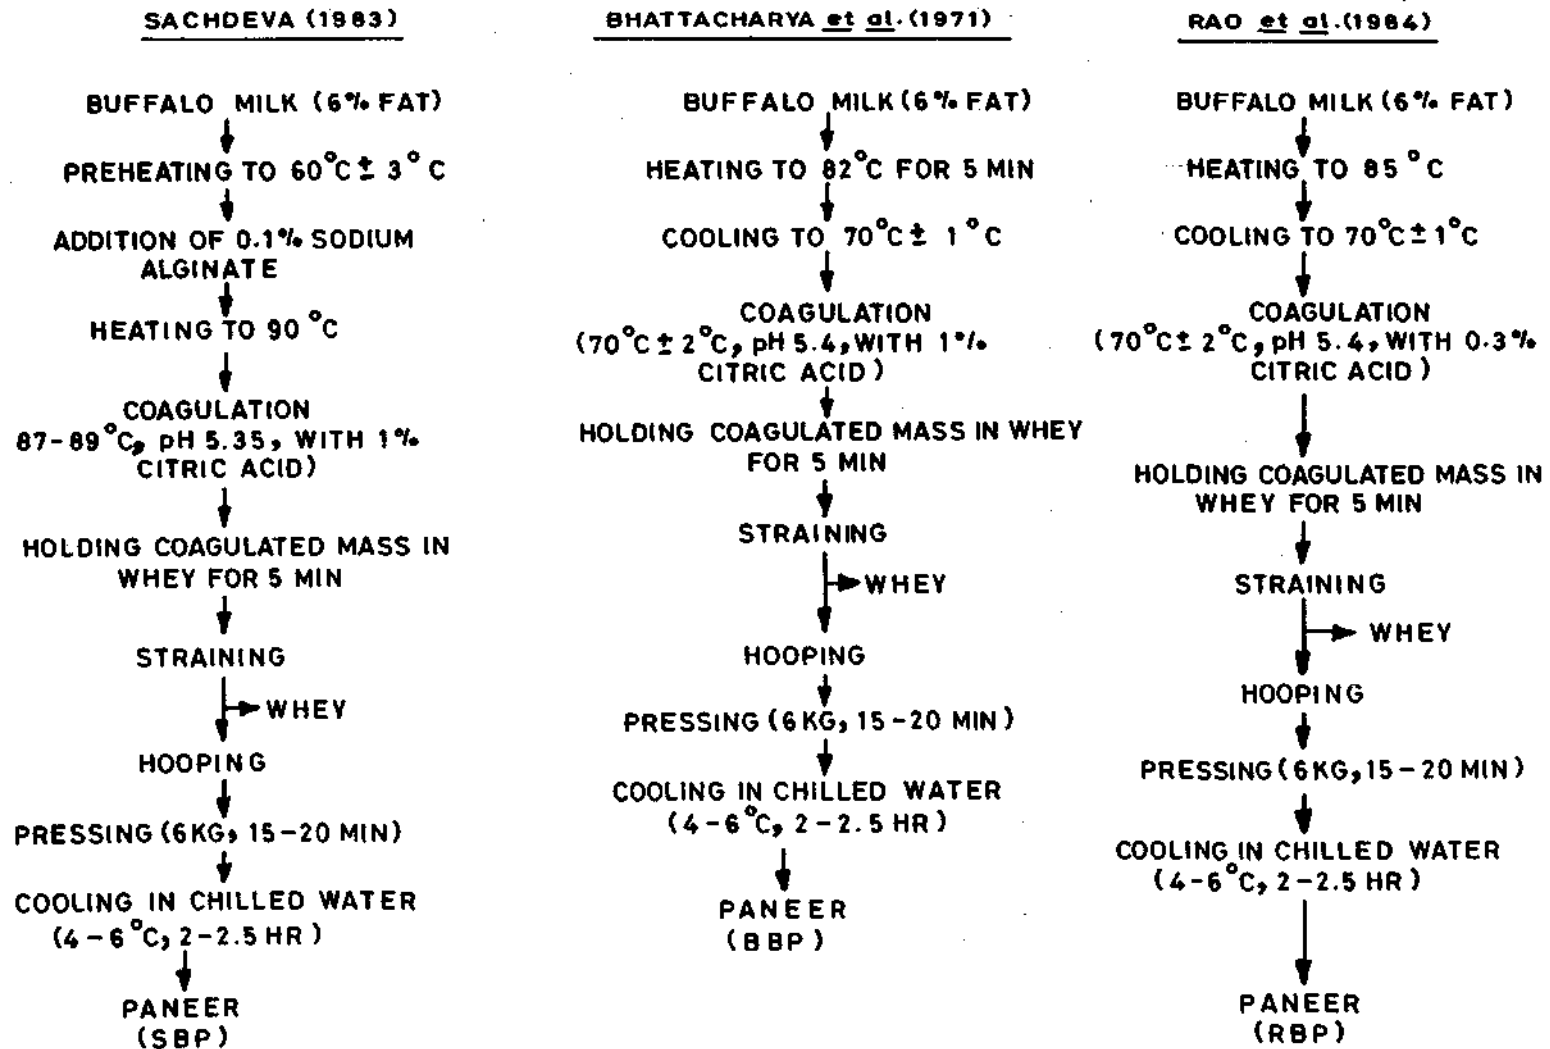 SACHDEVA (1983)
BUFFALO MILK (6% FAT)
PREHEATING TO 60°C ± 3°C
ADDITION OF 0.1% SODIUM
ALGINATE
HEATING TO 90°C
COAGULATION
87-89°C, pH 5.35, WITH 1%
CITRIC ACID)
HOLDING COAGULATED MASS IN
WHEY FOR 5 MIN
STRAINING
WHEY
HOOPING
PRESSING (6KG, 15-20 MIN)
COOLING IN CHILLED WATER
(4-6°C, 2-2.5 HR)
PANEER
(SBP)
BHATTACHARYA et al. (1971)
BUFFALO MILK (6% FAT)
HEATING TO 82°C FOR 5 MIN
COOLING TO 70°C ± 1°C
COAGULATION
(70°C ± 2°C, pH 5.4, WITH 1%
CITRIC ACID)
HOLDING COAGULATED MASS IN WHEY
FOR 5 MIN
STRAINING
WHEY
HOOPING
PRESSING (6KG, 15-20 MIN)
COOLING IN CHILLED WATER
(4-6°C, 2-2.5 HR)
PANEER
(BBP)
RAO et al. (1984)
BUFFALO MILK (6% FAT)
HEATING TO 85°C
COOLING TO 70°C ± 1°C
COAGULATION
(70°C ± 2°C, pH 5.4, WITH 0.3%
CITRIC ACID)
HOLDING COAGULATED MASS IN
WHEY FOR 5 MIN
STRAINING
WHEY
HOOPING
PRESSING (6KG, 15-20 MIN)
COOLING IN CHILLED WATER
(4-6°C, 2-2.5 HR)
PANEER
(RBP)